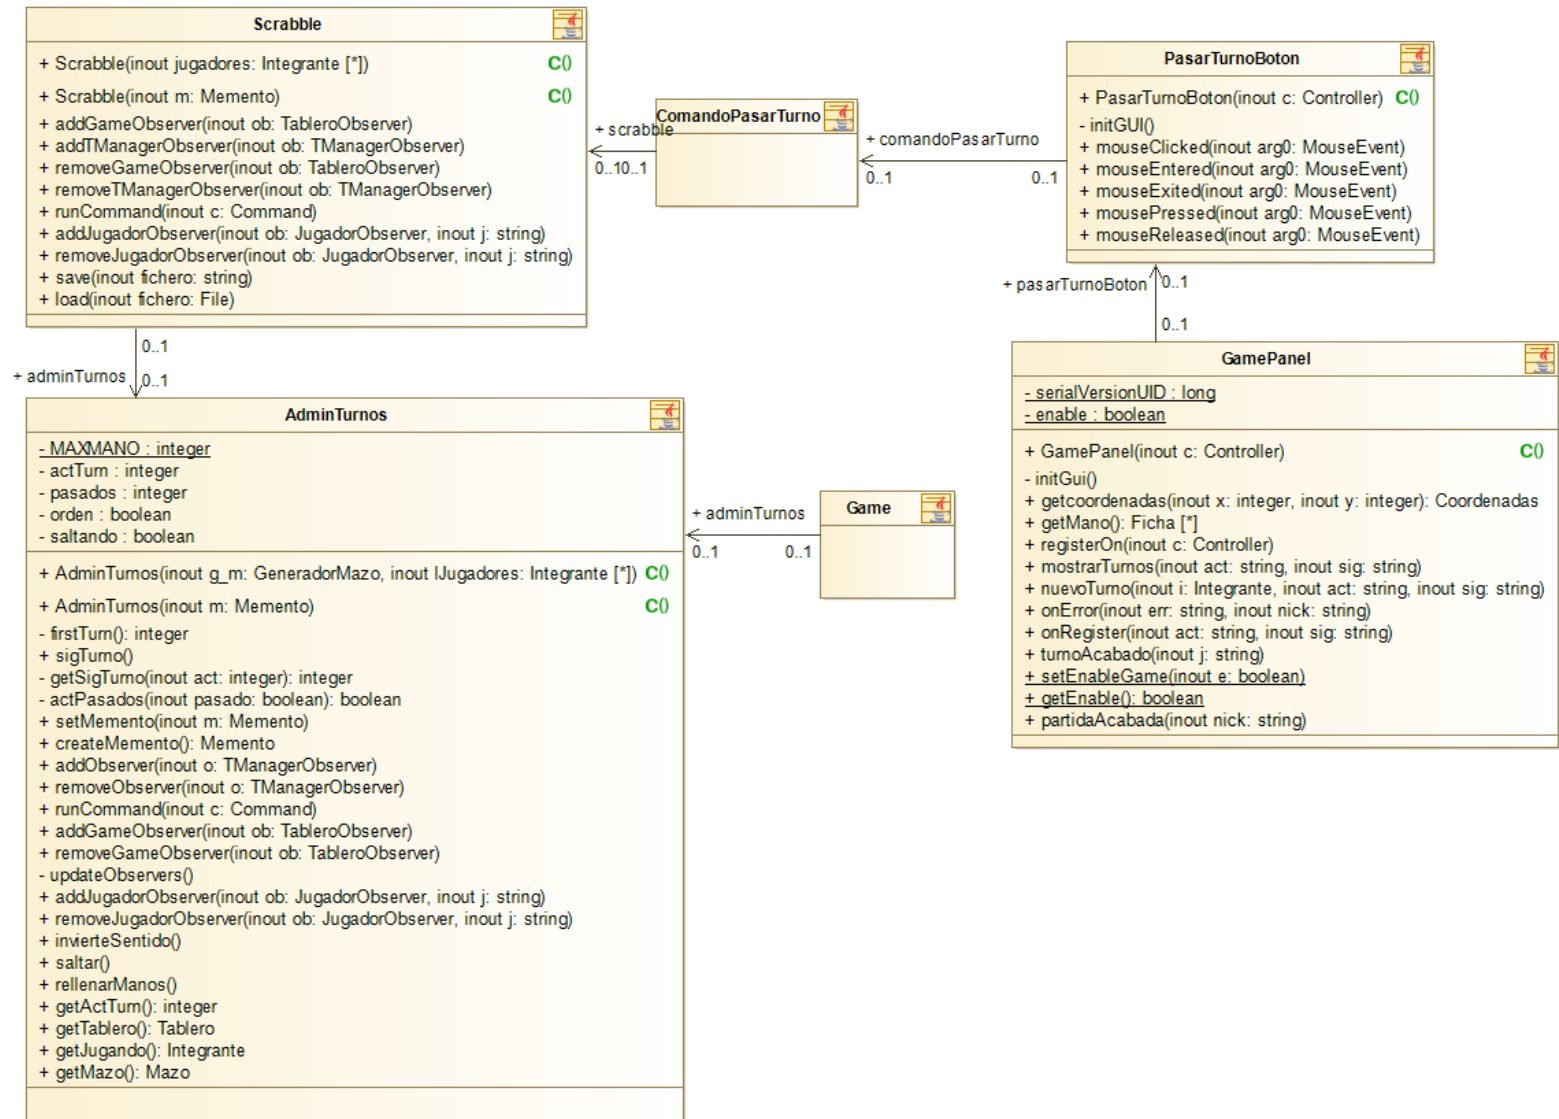 Scrabble
+ Scrabble(inout jugadores: Integrante [*]) C()
+ Scrabble(inout m: Memento) C()
+ addGameObserver(inout ob: TableroObserver)
+ addTManagerObserver(inout ob: TManagerObserver)
+ removeGameObserver(inout ob: TableroObserver)
+ removeTManagerObserver(inout ob: TManagerObserver)
+ runCommand(inout c: Command)
+ addJugadorObserver(inout ob: JugadorObserver, inout j: string)
+ removeJugadorObserver(inout ob: JugadorObserver, inout j: string)
+ save(inout fichero: string)
+ load(inout fichero: File)
+ scrabble
0..10..1
ComandoPasarTurno
+ comandoPasarTurno
0..1
0..1
PasarTurnoBoton
+ PasarTurnoBoton(inout c: Controller) C()
- initGUI()
+ mouseClicked(inout arg0: MouseEvent)
+ mouseEntered(inout arg0: MouseEvent)
+ mouseExited(inout arg0: MouseEvent)
+ mousePressed(inout arg0: MouseEvent)
+ mouseReleased(inout arg0: MouseEvent)
+ pasarTurnoBoton
0..1
0..1
0..1
+ adminTurnos
0..1
AdminTurnos
- MAXMANO : integer
- actTurn : integer
- pasados : integer
- orden : boolean
- saltando : boolean
+ AdminTurnos(inout g_m: GeneradorMazo, inout lJugadores: Integrante [*]) C()
+ AdminTurnos(inout m: Memento) C()
- firstTurn(): integer
+ sigTurno()
- getSigTurno(inout act: integer): integer
- actPasados(inout pasado: boolean): boolean
+ setMemento(inout m: Memento)
+ createMemento(): Memento
+ addObserver(inout o: TManagerObserver)
+ removeObserver(inout o: TManagerObserver)
+ runCommand(inout c: Command)
+ addGameObserver(inout ob: TableroObserver)
+ removeGameObserver(inout ob: TableroObserver)
- updateObservers()
+ addJugadorObserver(inout ob: JugadorObserver, inout j: string)
+ removeJugadorObserver(inout ob: JugadorObserver, inout j: string)
+ invierteSentido()
+ saltar()
+ rellenarManos()
+ getActTurn(): integer
+ getTablero(): Tablero
+ getJugando(): Integrante
+ getMazo(): Mazo
+ adminTurnos
0..1
0..1
Game
GamePanel
- serialVersionUID : long
- enable : boolean
+ GamePanel(inout c: Controller) C()
- initGui()
+ getcoordenadas(inout x: integer, inout y: integer): Coordenadas
+ getMano(): Ficha [*]
+ registerOn(inout c: Controller)
+ mostrarTurnos(inout act: string, inout sig: string)
+ nuevoTurno(inout i: Integrante, inout act: string, inout sig: string)
+ onError(inout err: string, inout nick: string)
+ onRegister(inout act: string, inout sig: string)
+ turnoAcabado(inout j: string)
+ setEnableGame(inout e: boolean)
+ getEnable(): boolean
+ partidaAcabada(inout nick: string)